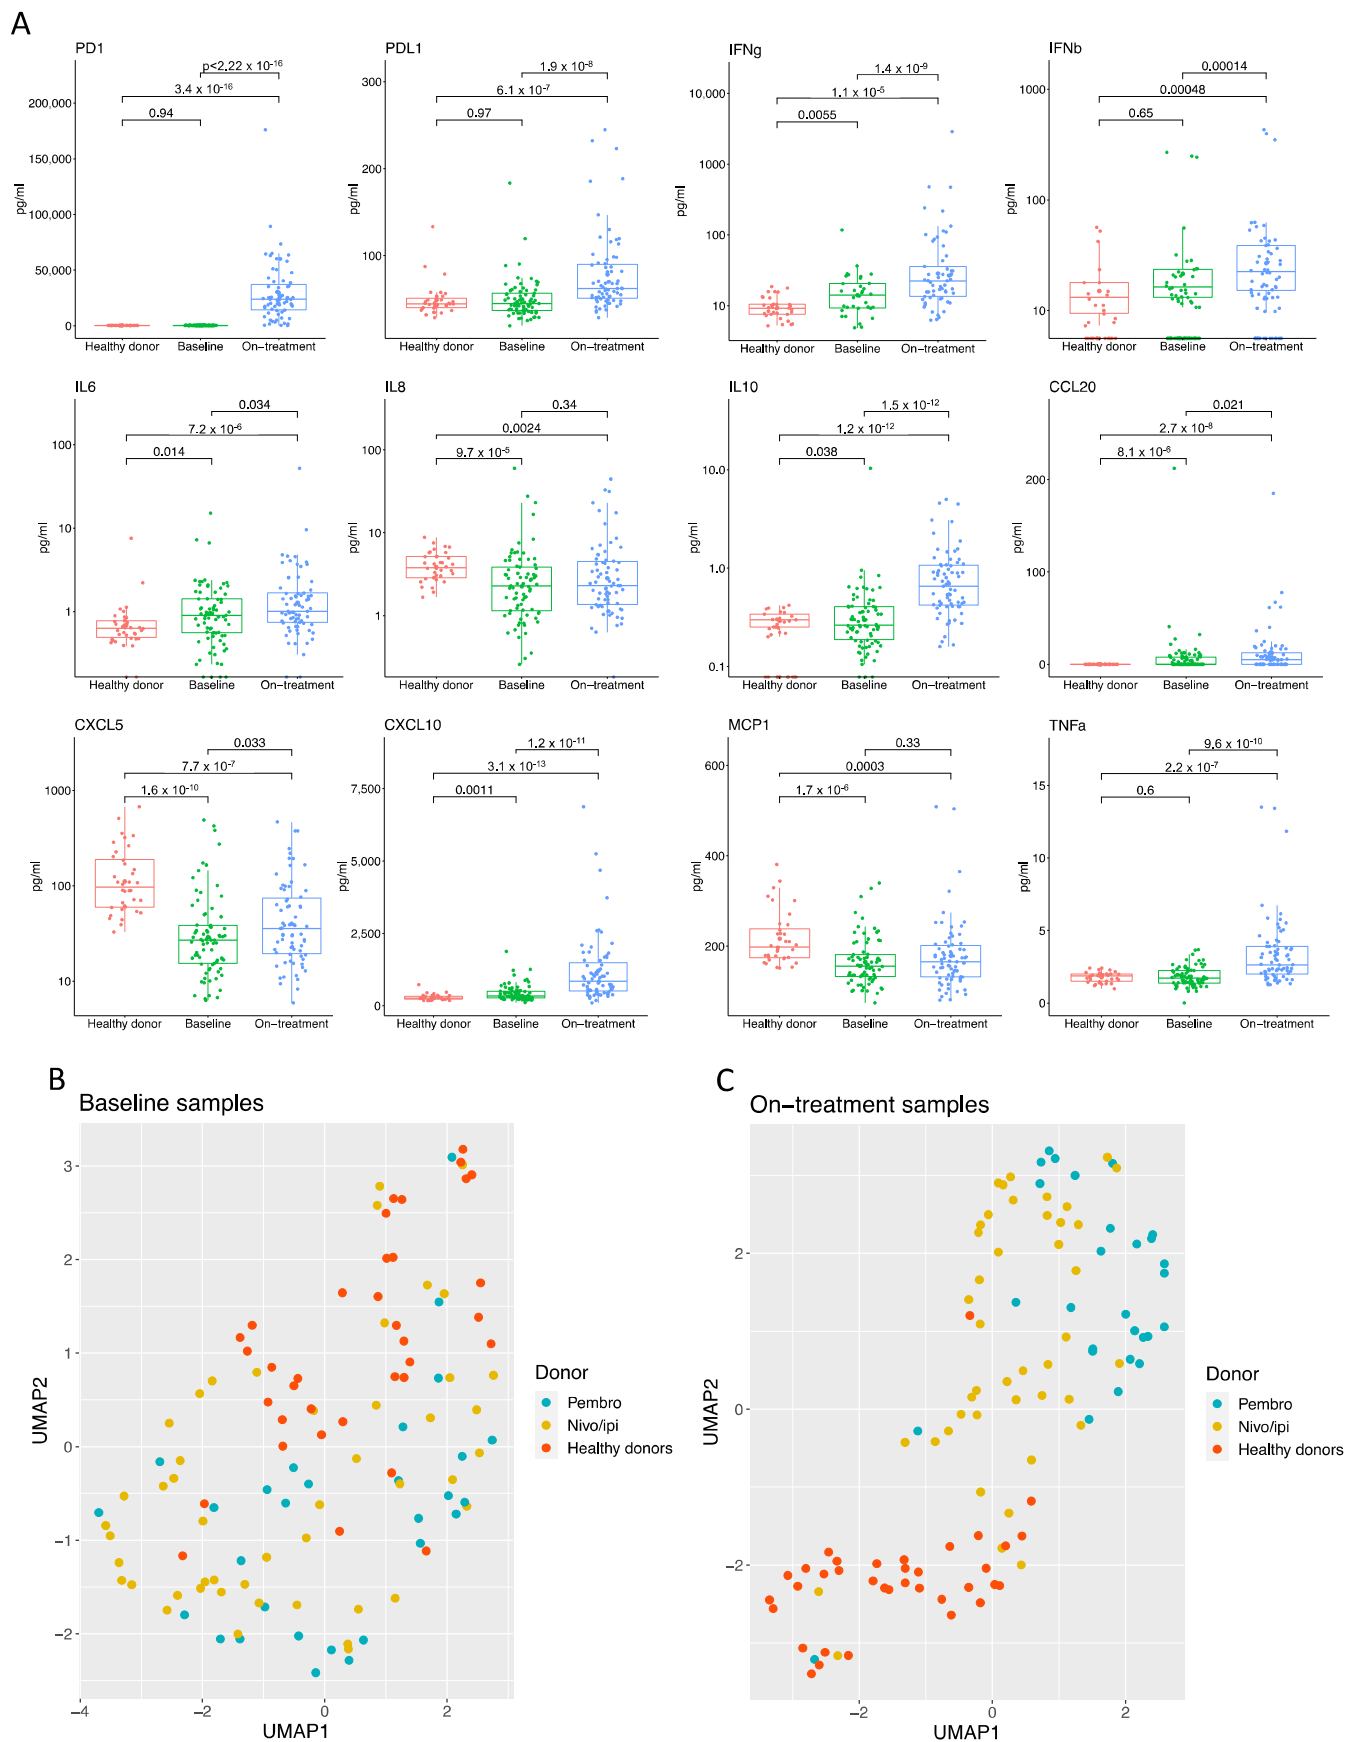 A
PD1
p<2.22 x 10-16
3.4 x 10-16
0.94
200,000
150,000
100,000
50,000
0
pg/ml
Healthy donor Baseline On-treatment
PDL1
1.9 x 10-8
6.1 x 10-7
0.97
300
200
100
pg/ml
Healthy donor Baseline On-treatment
IFNg
1.4 x 10-9
1.1 x 10-5
0.0055
10,000
1000
100
10
pg/ml
Healthy donor Baseline On-treatment
IFNb
0.00014
0.00048
0.65
1000
100
10
pg/ml
Healthy donor Baseline On-treatment
IL6
0.034
7.2 x 10-6
0.014
100
10
1
pg/ml
Healthy donor Baseline On-treatment
IL8
0.34
0.0024
9.7 x 10-5
100
10
1
pg/ml
Healthy donor Baseline On-treatment
IL10
1.5 x 10-12
1.2 x 10-12
0.038
10.0
1.0
0.1
pg/ml
Healthy donor Baseline On-treatment
CCL20
0.021
2.7 x 10-8
8.1 x 10-6
200
100
0
pg/ml
Healthy donor Baseline On-treatment
CXCL5
0.033
7.7 x 10-7
1.6 x 10-10
1000
100
10
pg/ml
Healthy donor Baseline On-treatment
CXCL10
1.2 x 10-11
3.1 x 10-13
0.0011
7,500
5,000
2,500
0
pg/ml
Healthy donor Baseline On-treatment
MCP1
0.33
0.0003
1.7 x 10-6
600
400
200
pg/ml
Healthy donor Baseline On-treatment
TNFa
9.6 x 10-10
2.2 x 10-7
0.6
15
10
5
0
pg/ml
Healthy donor Baseline On-treatment
B
Baseline samples
3
2
1
0
−1
−2
UMAP2
−4 −2 0 2
UMAP1
Donor
Pembro
Nivo/ipi
Healthy donors
C
On−treatment samples
2
0
−2
UMAP2
−2 0 2
UMAP1
Donor
Pembro
Nivo/ipi
Healthy donors